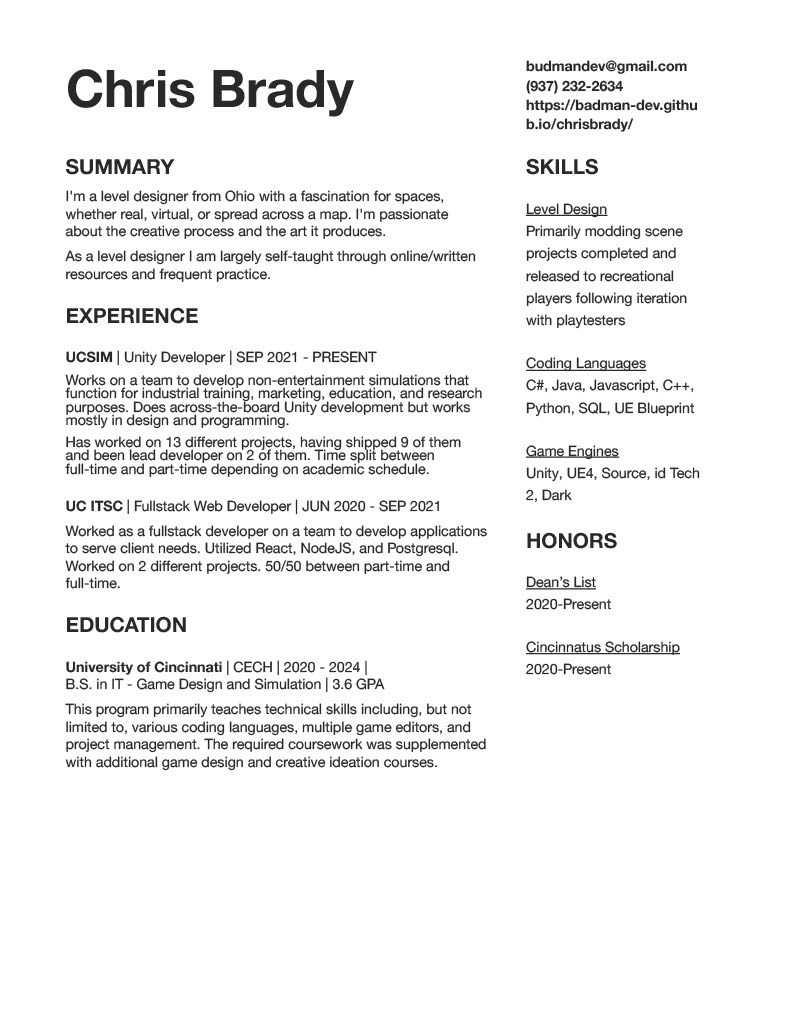 Chris Brady
budmandev@gmail.com
(937) 232-2634
https://badman-dev.githu
b.io/chrisbrady/
SUMMARY
I'm a level designer from Ohio with a fascination for spaces,
whether real, virtual, or spread across a map. I'm passionate
about the creative process and the art it produces.
As a level designer I am largely self-taught through online/written
resources and frequent practice.
EXPERIENCE
UCSIM | Unity Developer | SEP 2021 - PRESENT
Works on a team to develop non-entertainment simulations that
function for industrial training, marketing, education, and research
purposes. Does across-the-board Unity development but works
mostly in design and programming.
Has worked on 13 different projects, having shipped 9 of them
and been lead developer on 2 of them. Time split between
full-time and part-time depending on academic schedule.
UC ITSC | Fullstack Web Developer | JUN 2020 - SEP 2021
Worked as a fullstack developer on a team to develop applications
to serve client needs. Utilized React, NodeJS, and Postgresql.
Worked on 2 different projects. 50/50 between part-time and
full-time.
EDUCATION
University of Cincinnati | CECH | 2020 - 2024 |
B.S. in IT - Game Design and Simulation | 3.6 GPA
This program primarily teaches technical skills including, but not
limited to, various coding languages, multiple game editors, and
project management. The required coursework was supplemented
with additional game design and creative ideation courses.
SKILLS
Level Design
Primarily modding scene
projects completed and
released to recreational
players following iteration
with playtesters
Coding Languages
C#, Java, Javascript, C++,
Python, SQL, UE Blueprint
Game Engines
Unity, UE4, Source, id Tech
2, Dark
HONORS
Dean’s List
2020-Present
Cincinnatus Scholarship
2020-Present